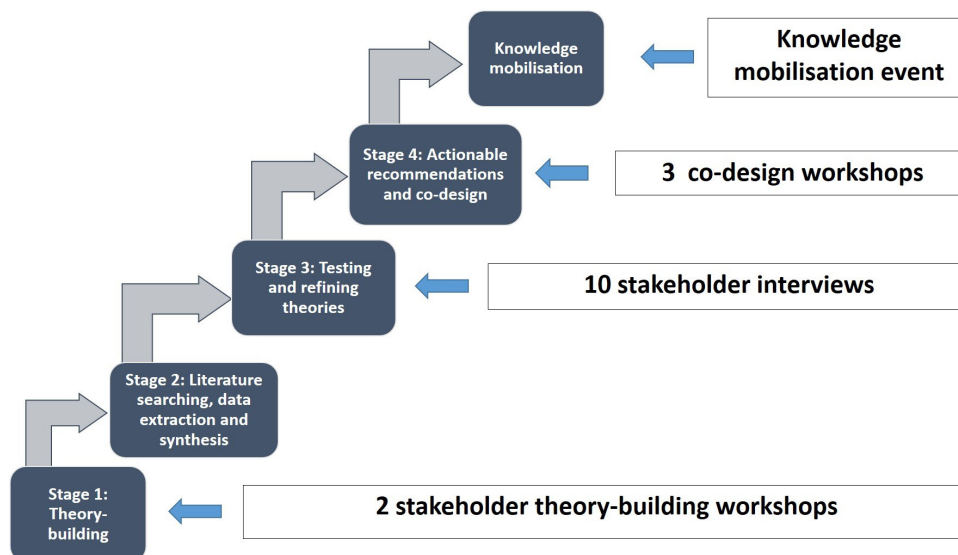 Knowledge
mobilisation
Knowledge
mobilisation event
Stage 4: Actionable
recommendations
and co-design
3 co-design workshops
Stage 3: Testing
and refining
theories
10 stakeholder interviews
Stage 2: Literature
searching, data
extraction and
synthesis
Stage 1:
Theory-
building
2 stakeholder theory-building workshops